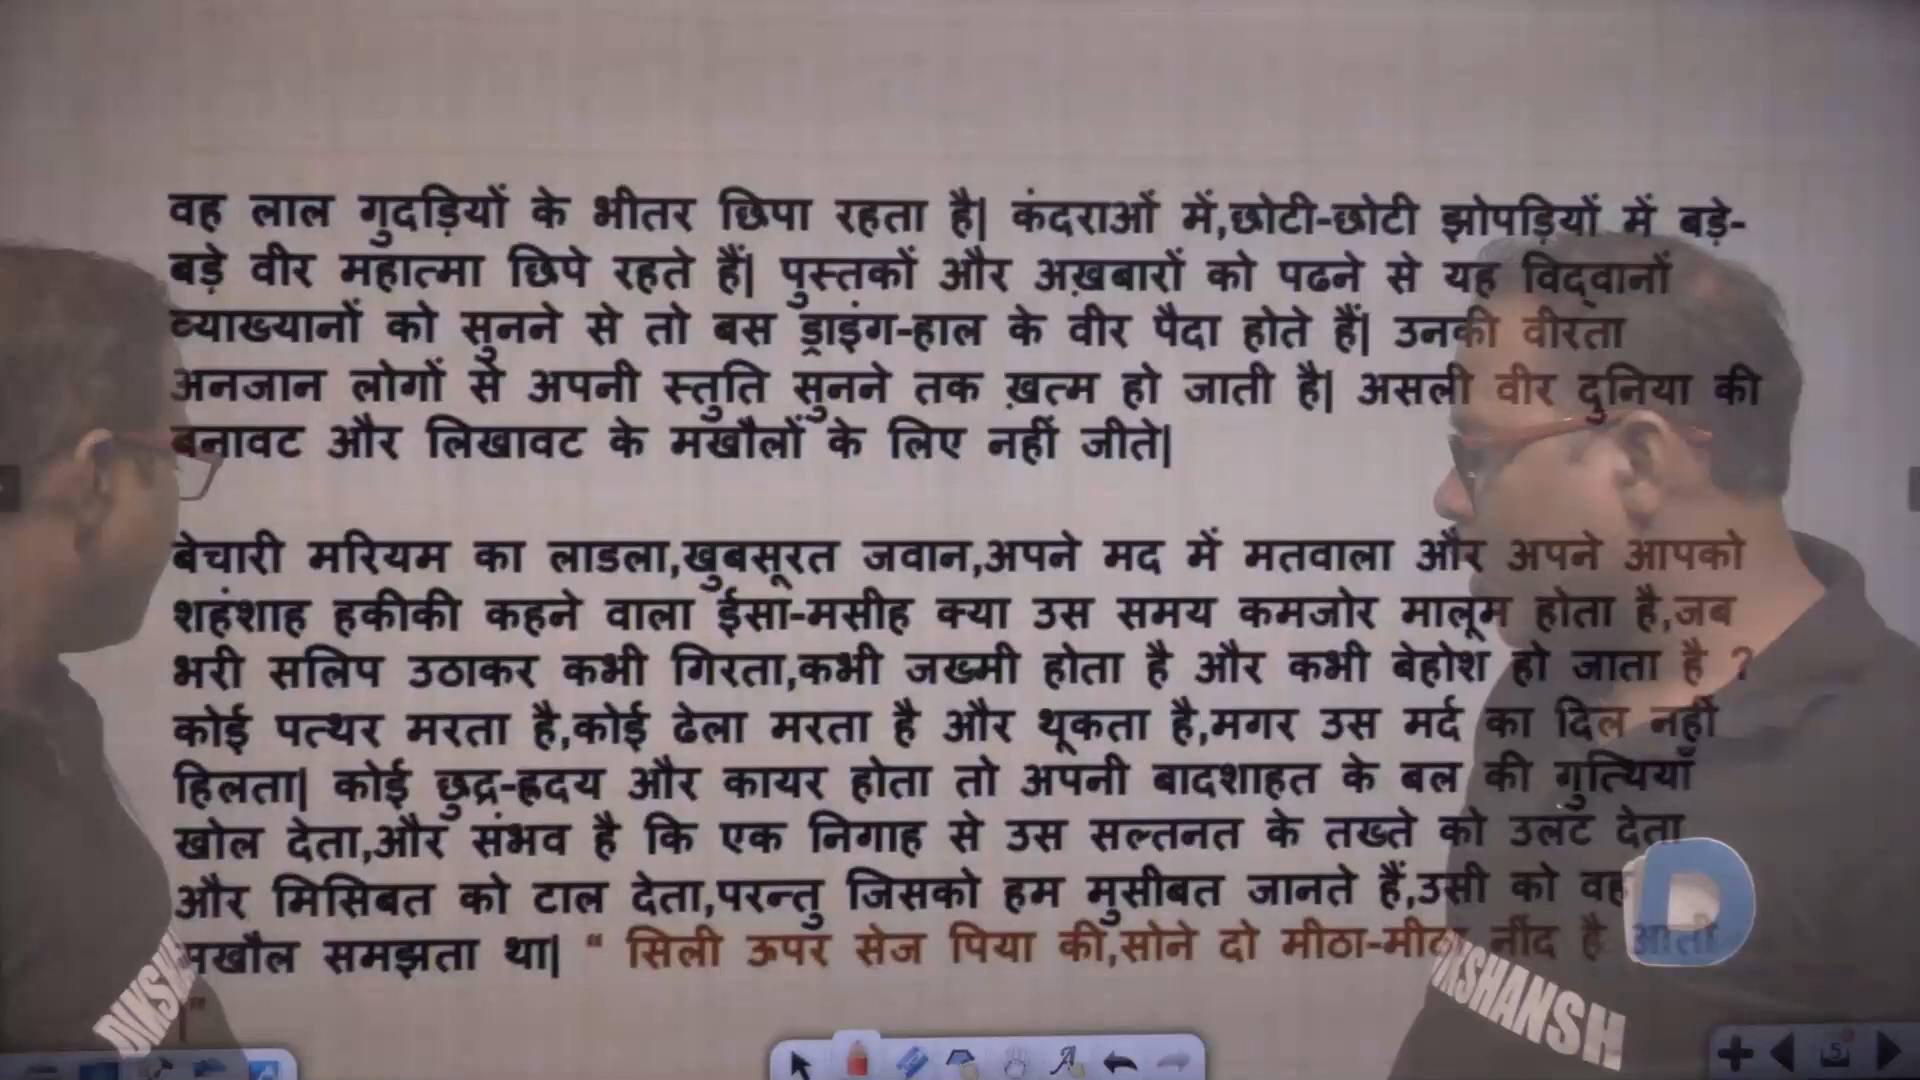 वह लाल गुदड़ियों के भीतर छिपा रहता है| कंदराओं में,छोटी-छोटी झोपड़ियों में बड़े-
बड़े वीर महात्मा छिपे रहते हैं| पुस्तकों और अख़बारों को पढने से यह विद्वानों
व्याख्यानों को सुनने से तो बस ड्राइंग-हाल के वीर पैदा होते हैं| उनकी वीरता
अनजान लोगों से अपनी स्तुति सुनने तक ख़त्म हो जाती है| असली वीर दुनिया की
बनावट और लिखावट के मखौलों के लिए नहीं जीते|
बेचारी मरियम का लाडला,खुबसूरत जवान,अपने मद में मतवाला और अपने आपको
शहंशाह हकीकी कहने वाला ईसा-मसीह क्या उस समय कमजोर मालूम होता है,जब
भरी सलिप उठाकर कभी गिरता,कभी जख्मी होता है और कभी बेहोश हो जाता है ?
कोई पत्थर मरता है,कोई ढेला मरता है और थूकता है,मगर उस मर्द का दिल नहीं
हिलता| कोई छुद्र-ह्रदय और कायर होता तो अपनी बादशाहत के बल की गुत्थियाँ
खोल देता,और संभव है कि एक निगाह से उस सल्तनत के तख्ते को उलट देता
और मिसिबत को टाल देता,परन्तु जिसको हम मुसीबत जानते हैं,उसी को वह
मखौल समझता था| “ सिली ऊपर सेज पिया की,सोने दो मीठा-मीठा नींद है आती
|”
D
DIKSHANSH
5